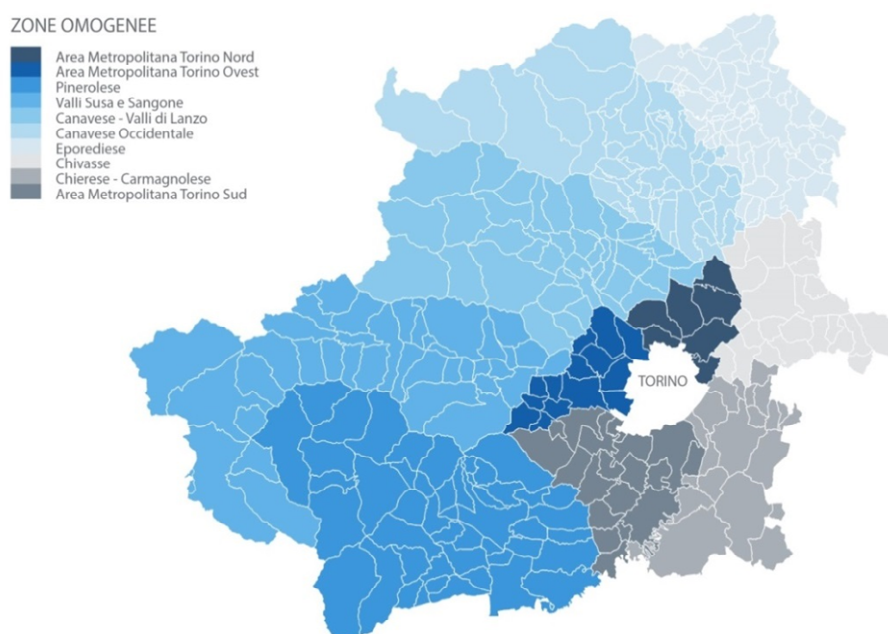 ZONE OMOGENEE
Area Metropolitana Torino Nord
Area Metropolitana Torino Ovest
Pinerolese
Valli Susa e Sangone
Canavese - Valli di Lanzo
Canavese Occidentale
Eporediese
Chivasse
Chierese - Carmagnolese
Area Metropolitana Torino Sud
TORINO